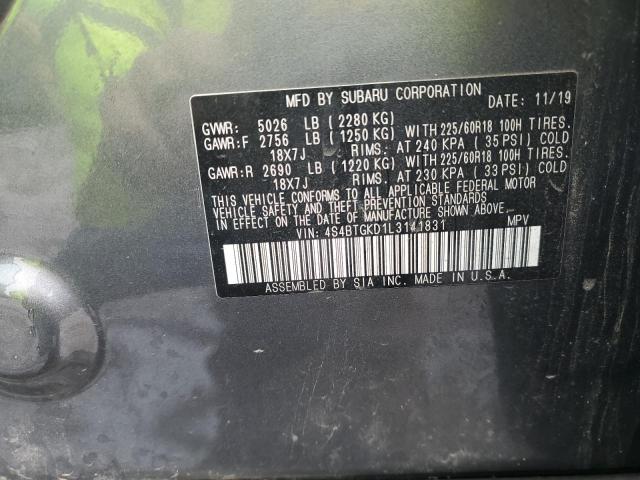 MFD BY SUBARU CORPORATION DATE: 11/19
GVWR: 5026 LB ( 2280 KG)
GAWR:F 2756 LB ( 1250 KG) WITH 225/60R18 100H TIRES.
18X7J RIMS. AT 240 KPA ( 35 PSI) COLD
GAWR:R 2690 LB ( 1220 KG) WITH 225/60R18 100H TIRES.
18X7J RIMS. AT 230 KPA ( 33 PSI) COLD
THIS VEHICLE CONFORMS TO ALL APPLICABLE FEDERAL MOTOR
VEHICLE SAFETY AND THEFT PREVENTION STANDARDS
IN EFFECT ON THE DATE OF MANUFACTURE SHOWN ABOVE.
VIN: 4S4BTGKD1L3141831 MPV
ASSEMBLED BY SIA INC. MADE IN U.S.A.